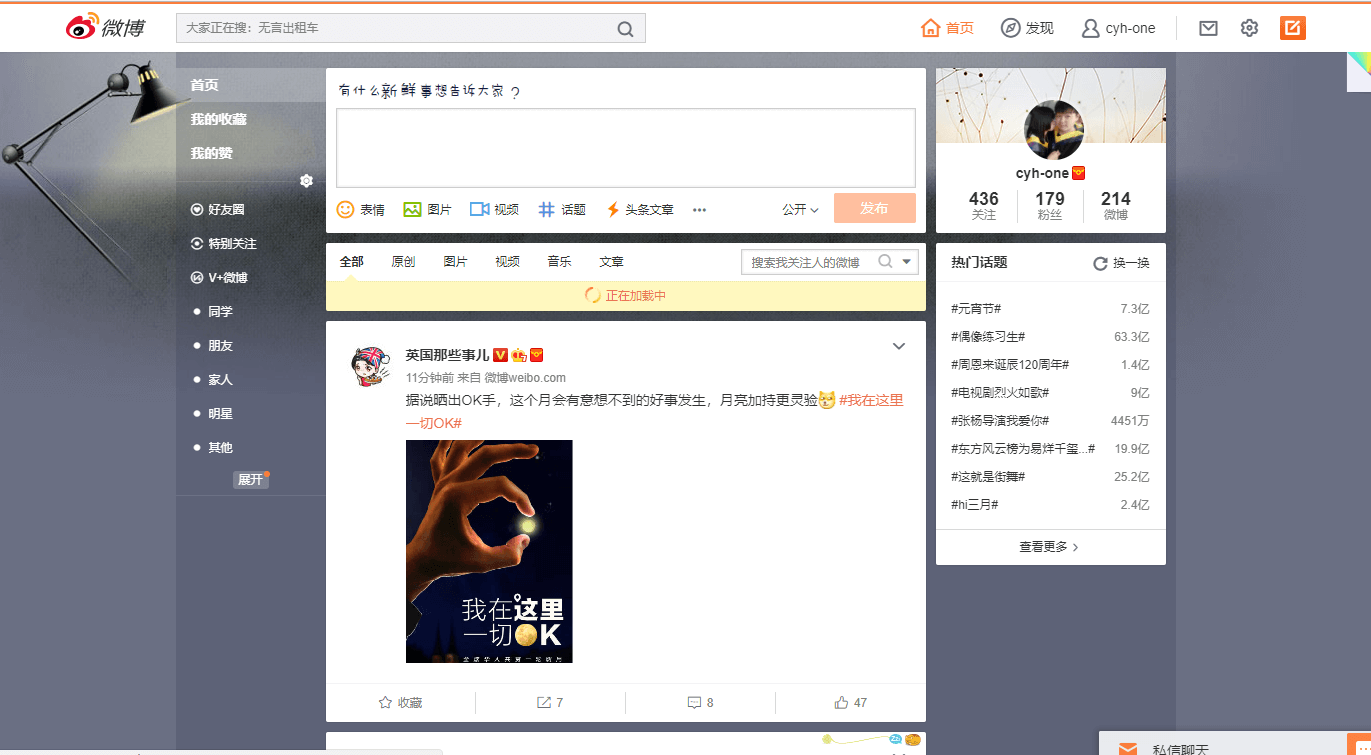 微博
大家正在搜：无言出租车
首页
发现
cyh-one
首页
我的收藏
我的赞
好友圈
特别关注
V+微博
同学
朋友
家人
明星
其他
展开
有什么新鲜事想告诉大家？
表情 图片 视频 话题 头条文章 公开 发布
全部 原创 图片 视频 音乐 文章 搜索我关注人的微博
正在加载中
英国那些事儿
11分钟前 来自 微博weibo.com
据说晒出OK手，这个月会有意想不到的好事发生，月亮加持更灵验 #我在这里
一切OK#
我在这里
一切OK
全球华人共赏一轮明月
收藏 7 8 47
cyh-one
436 179 214
关注 粉丝 微博
热门话题 换一换
#元宵节# 7.3亿
#偶像练习生# 63.3亿
#周恩来诞辰120周年# 1.4亿
#电视剧烈火如歌# 9亿
#张杨导演我爱你# 4451万
#东方风云榜为易烊千玺...# 19.9亿
#这就是街舞# 25.2亿
#hi三月# 2.4亿
查看更多
私信聊天